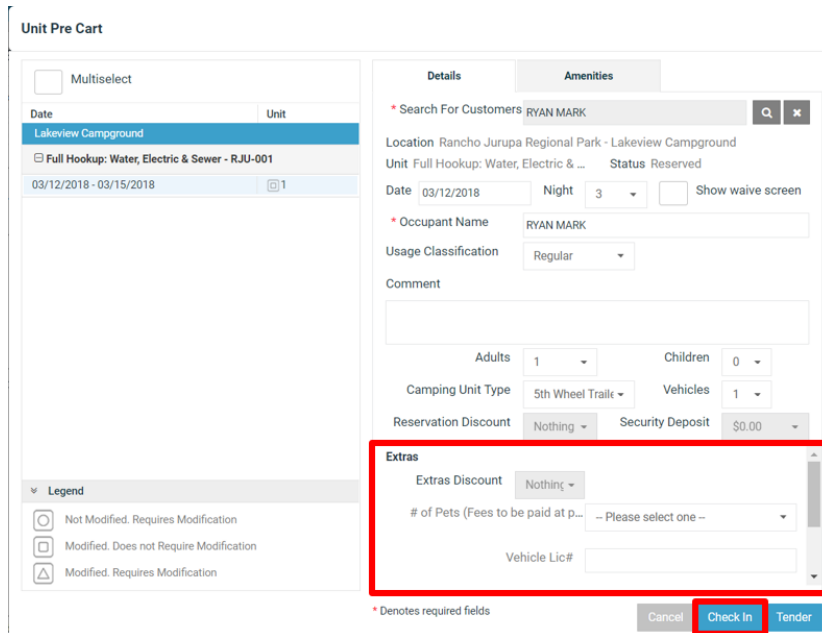 Unit Pre Cart
Multiselect
Date Unit
Lakeview Campground
Full Hookup: Water, Electric & Sewer - RJU-001
03/12/2018 - 03/15/2018 1
Legend
Not Modified. Requires Modification
Modified. Does not Require Modification
Modified. Requires Modification
Details Amenities
* Search For Customers RYAN MARK
Location Rancho Jurupa Regional Park - Lakeview Campground
Unit Full Hookup: Water, Electric & ... Status Reserved
Date 03/12/2018 Night 3 Show waive screen
* Occupant Name RYAN MARK
Usage Classification Regular
Comment
Adults 1 Children 0
Camping Unit Type 5th Wheel Traile Vehicles 1
Reservation Discount Nothing Security Deposit $0.00
Extras
Extras Discount Nothing
# of Pets (Fees to be paid at p... -- Please select one --
Vehicle Lic#
* Denotes required fields
Cancel Check In Tender